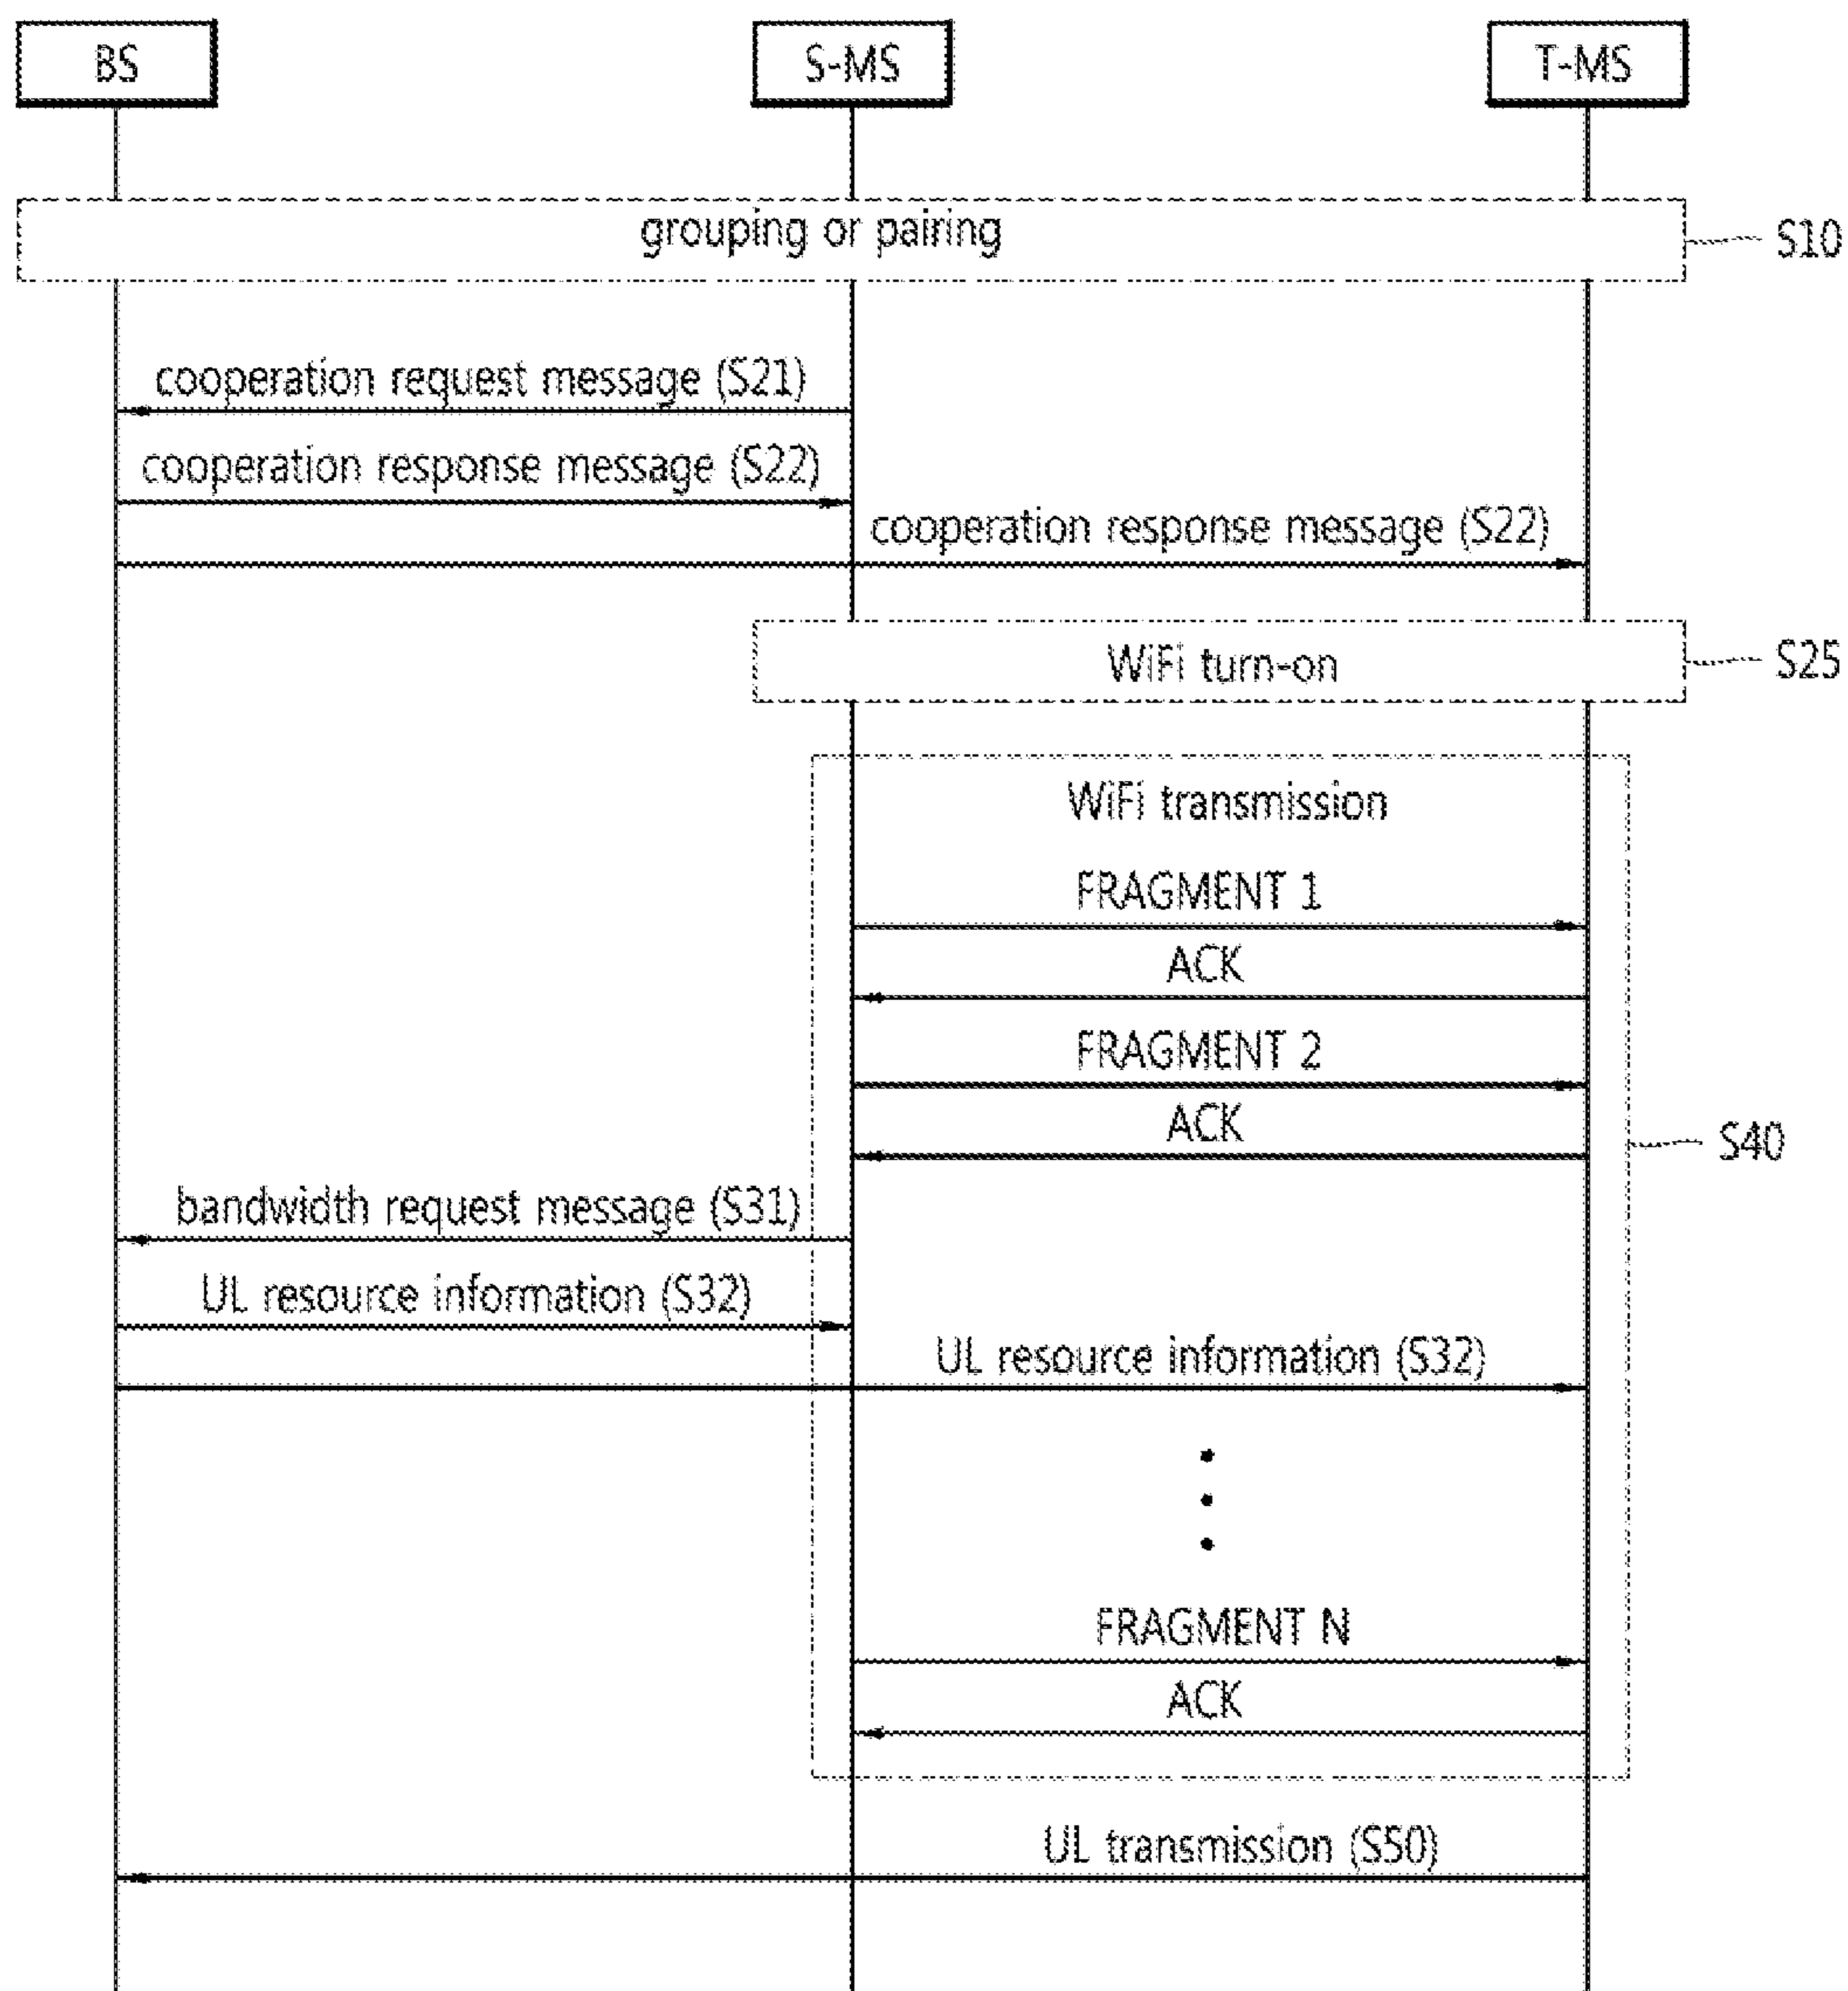 BS
S-MS
T-MS
grouping or pairing
S10
cooperation request message (S21)
cooperation response message (S22)
cooperation response message (S22)
WiFi turn-on
S25
WiFi transmission
FRAGMENT 1
ACK
FRAGMENT 2
ACK
S40
bandwidth request message (S31)
UL resource information (S32)
UL resource information (S32)
FRAGMENT N
ACK
UL transmission (S50)